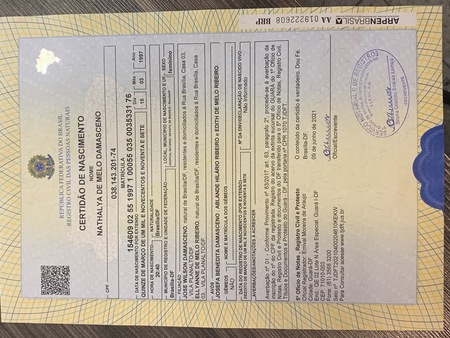 REPÚBLICA FEDERATIVA DO BRASIL
REGISTRO CIVIL DAS PESSOAS NATURAIS
CERTIDÃO DE NASCIMENTO
NOME
NATHALYA DE MELO DAMASCENO
CPF
038.143.201-74
MATRÍCULA
154609 02 55 1997 1 00055 035 0035331 76
DATA DE NASCIMENTO POR EXTENSO Dia Mês Ano
QUINZE DE MARÇO DE UM MIL E NOVECENTOS E NOVENTA E SETE 15 03 1997
HORA DE NASCIMENTO NATURALIDADE
20:40 Brasília/DF
MUNICÍPIO DE REGISTRO E UNIDADE DA FEDERAÇÃO LOCAL, MUNICÍPIO DE NASCIMENTO E UF SEXO
Brasília-DF feminino
FILIAÇÃO
JOSE WILSON DAMASCENO, natural de Brasília/DF, residentes e domiciliados à Rua Brasília, Casa 03,
VILA PLANALTO/DF
ELLYANNE DE MELO RIBEIRO, natural de Brasília/DF, residentes e domiciliados à Rua Brasília, Casa
03, VILA PLANALTO/DF
AVÓS
JOSEFA BENEDITA DAMASCENO ; ABLANDE HILÁRIO RIBEIRO e EDITH DE MELO RIBEIRO
GÊMEOS NOME E MATRÍCULA DOS GÊMEOS
NÃO
DATA DO REGISTRO DE NASCIMENTO (POR EXTENSO) Nº DA DN/DECLARAÇÃO DE NASCIDO VIVO
DEZOITO DE MARÇO DE UM MIL E NOVECENTOS E NOVENTA E SETE Não Informado
AVERBAÇÕES/ANOTAÇÕES A ACRESCER
Averbação nº 01 - Conforme Provimento nº 63/2017 art. 63, paragrafo 2º, procede-se à averbação da
inscrição do nº CPF da registrada. Registro do acervo da extinta sucursal do GUARÁ do 1º Ofício de
Notas, Registro Civil e Protesto e documentos do DF transferido para o 5º Ofício de Notas, Registro Civil,
Títulos e Documentos e Protesto do Guará-DF, pela portaria nº CPR 1070 TJDFT.
5º Ofício de Notas , Registro Civil e Protesto
Oficial Registrador: Emival Moreira de Araujo
Cidade: Guará-DF
End: QE 02 Lote N Área Especial, Guará I-DF
CEP: 71010-003
Fone: (61) 3568 3200
Selo nº TJDFT20210400204610KEKW
Para Consultar acesse www.tjdft.jus.br
O conteúdo da certidão é verdadeiro. Dou Fé
Brasília-DF
09 de junho de 2021
Oficial/Escrevente
ESCREVENTE
ARPENBRASIL AA 019222608 BRP